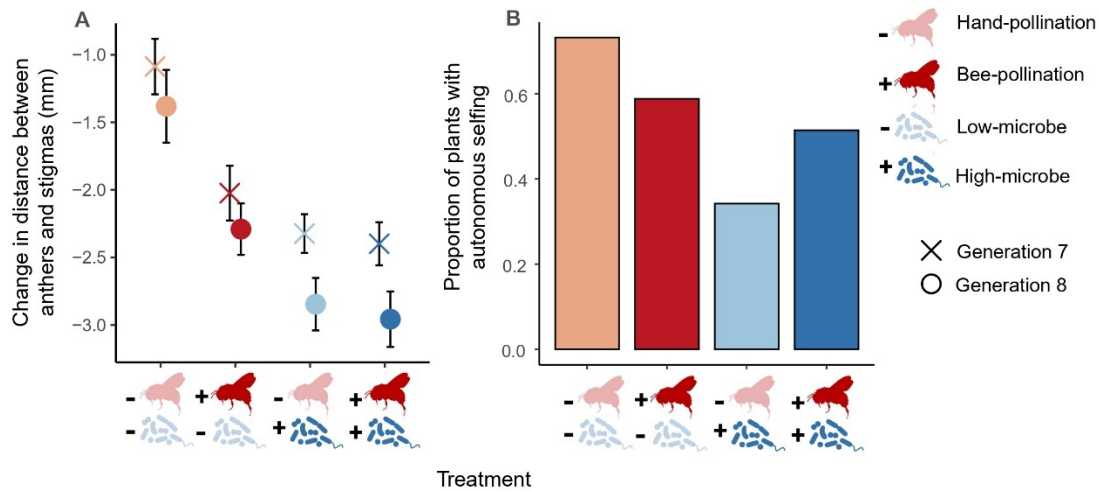 A
Change in distance between
anthers and stigmas (mm)
−1.0
−1.5
−2.0
−2.5
−3.0
- + - +
- - + +
B
Proportion of plants with
autonomous selfing
0.6
0.4
0.2
0.0
- + - +
- - + +
Treatment
- Hand-pollination
+ Bee-pollination
- Low-microbe
+ High-microbe
Generation 7
Generation 8